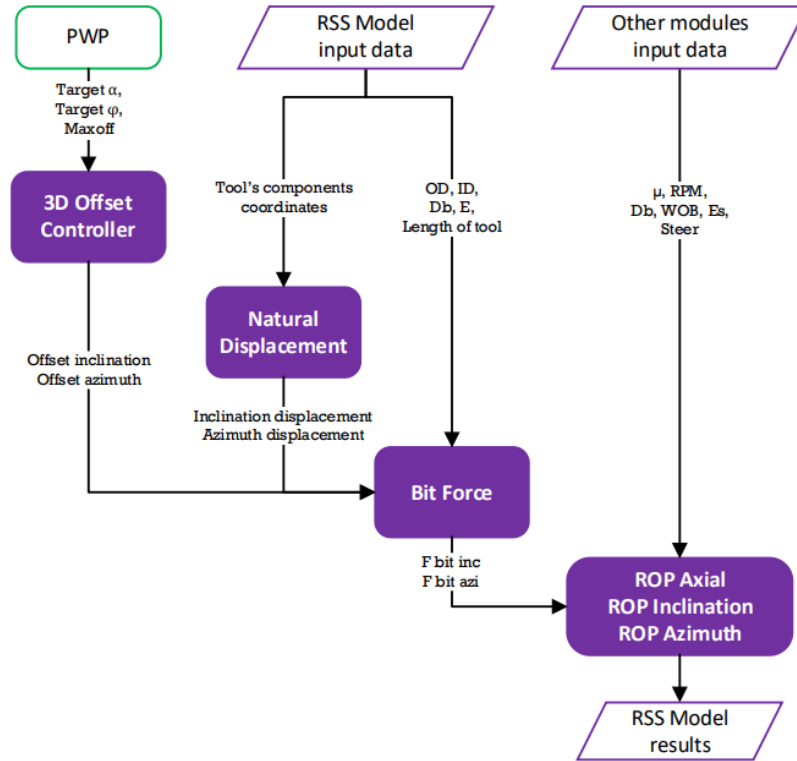 PWP
RSS Model
input data
Other modules
input data
Target α,
Target φ,
Maxoff
3D Offset
Controller
Tool's components
coordinates
OD, ID,
Db, E,
Length of tool
μ, RPM,
Db, WOB, Es,
Steer
Natural
Displacement
Offset inclination
Offset azimuth
Inclination displacement
Azimuth displacement
Bit Force
F bit inc
F bit azi
ROP Axial
ROP Inclination
ROP Azimuth
RSS Model
results